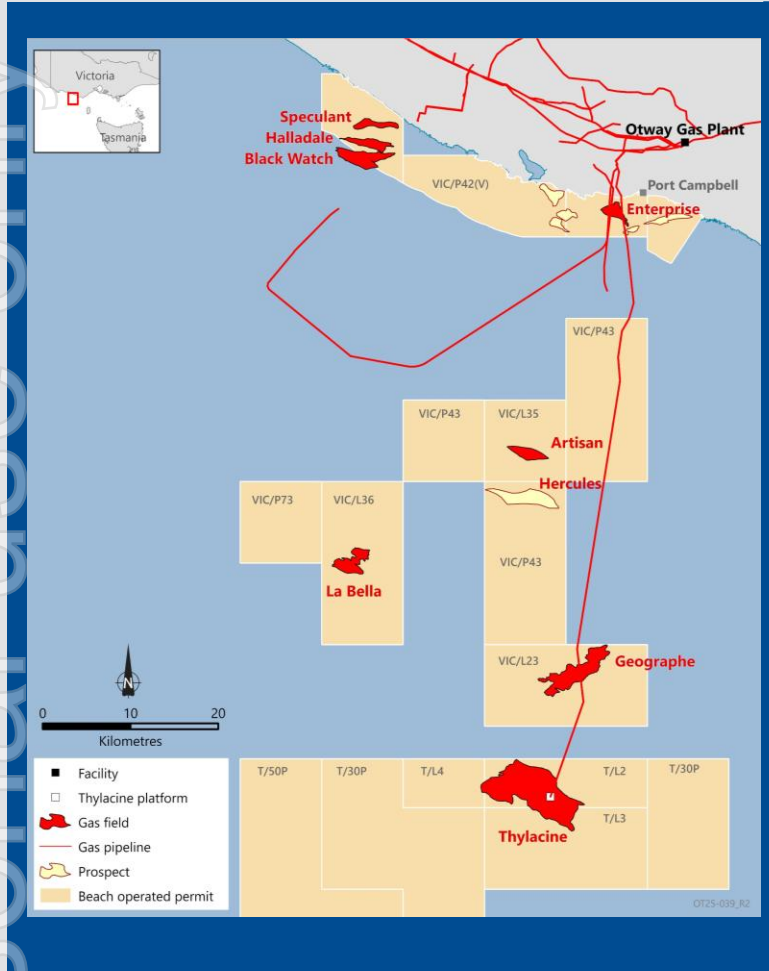 Victoria
Tasmania
Speculant
Halladale
Black Watch
Otway Gas Plant
VIC/P42(V)
Port Campbell
Enterprise
VIC/P43
VIC/P43
VIC/L35
Artisan
Hercules
VIC/P73
VIC/L36
VIC/P43
La Bella
VIC/L23
Geographe
N
0 10 20
Kilometres
T/50P
T/30P
T/L4
T/L2
T/30P
T/L3
Thylacine
Facility
Thylacine platform
Gas field
Gas pipeline
Prospect
Beach operated permit
OT25-039_R2